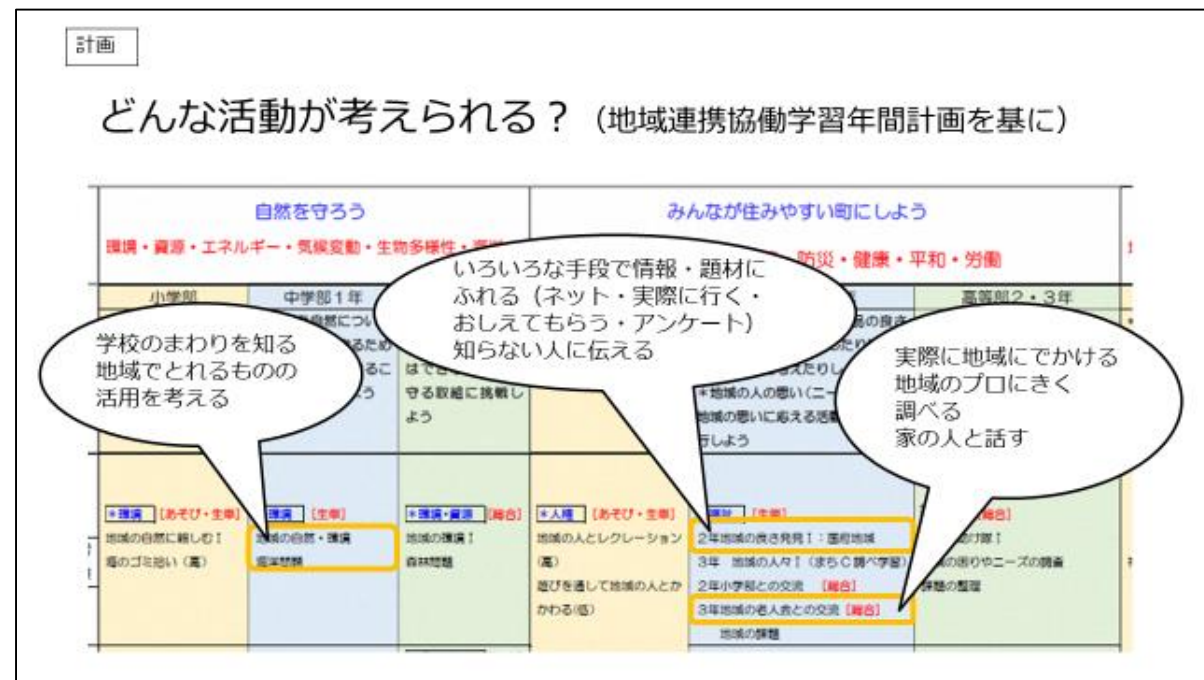 計画
どんな活動が考えられる?(地域連携協働学習年間計画を基に)
自然を守ろう
みんなが住みやすい町にしよう
環境・資源・エネルギー・気候変動・生物多様性・
防災・健康・平和・労働
小学部
中学部1年
高等部2・3年
いろいろな手段で情報・題材に
ふれる(ネット・実際に行く・
おしえてもらう・アンケート)
知らない人に伝える
学校のまわりを知る
地域でとれるものの
活用を考える
実際に地域にでかける
地域のプロにきく
調べる
家の人と話す
守る取組に挑戦し
よう
*地域の人の思い(ニー
地域の思いに応える活動
行しよう
*環境 [あそび・生単]
地域の自然に親しむⅠ
海のゴミ拾い(高)
環境 [生単]
地域の自然・環境
海洋問題
*環境・資源 [総合]
地域の環境Ⅰ
森林問題
*人権 [あそび・生単]
地域の人とレクレーション
(高)
遊びを通して地域の人とか
かわる(低)
福祉 [生単]
2年地域の良さ発見Ⅰ:国府地域
3年 地域の人々Ⅰ(まちC調べ学習)
2年小学部との交流 [総合]
3年地域の老人会との交流 [総合]
地域の課題
の困りやニーズの調査
課題の整理